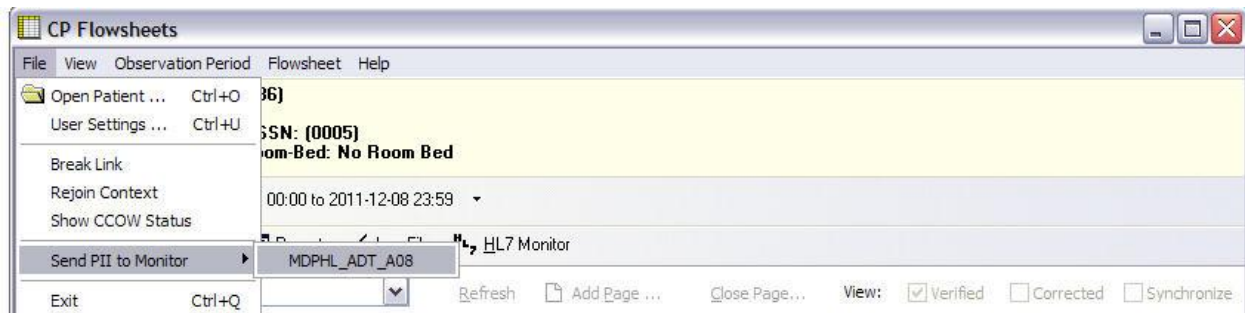 CP Flowsheets
File View Observation Period Flowsheet Help
Open Patient ... Ctrl+O
User Settings ... Ctrl+U
Break Link
Rejoin Context
Show CCOW Status
Send PII to Monitor
Exit Ctrl+Q
MDPHL_ADT_A08
36)
SSN: (0005)
om-Bed: No Room Bed
00:00 to 2011-12-08 23:59
HL7 Monitor
Refresh Add Page ... Close Page... View: Verified Corrected Synchronize